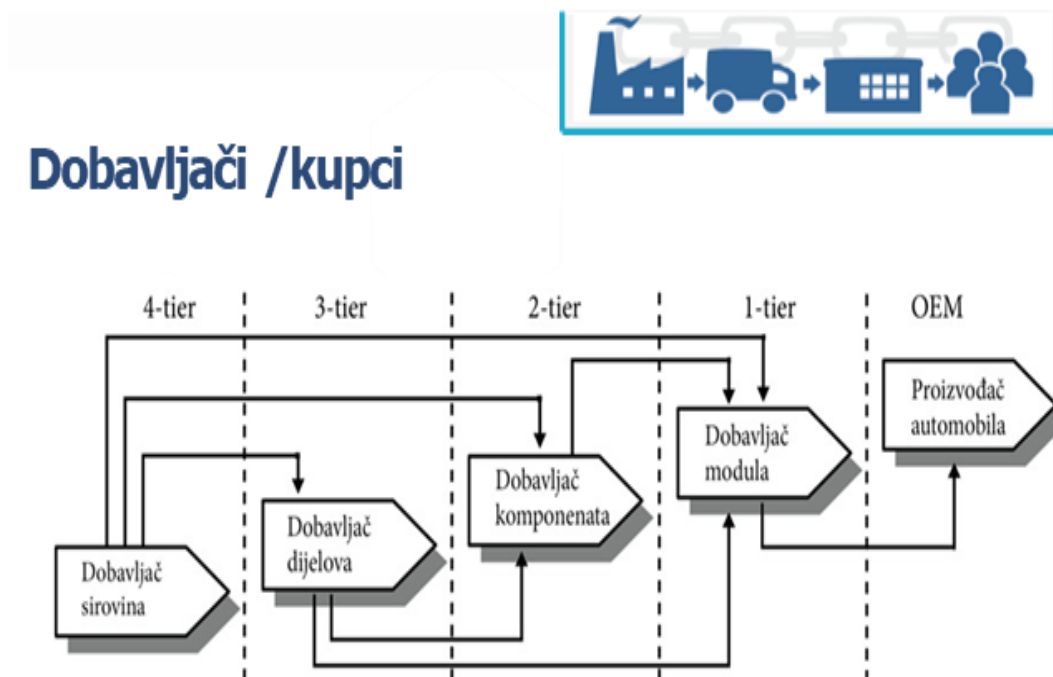 Dobavljači /kupci
4-tier
3-tier
2-tier
1-tier
OEM
Proizvođač
automobila
Dobavljač
modula
Dobavljač
komponenata
Dobavljač
dijelova
Dobavljač
sirovina